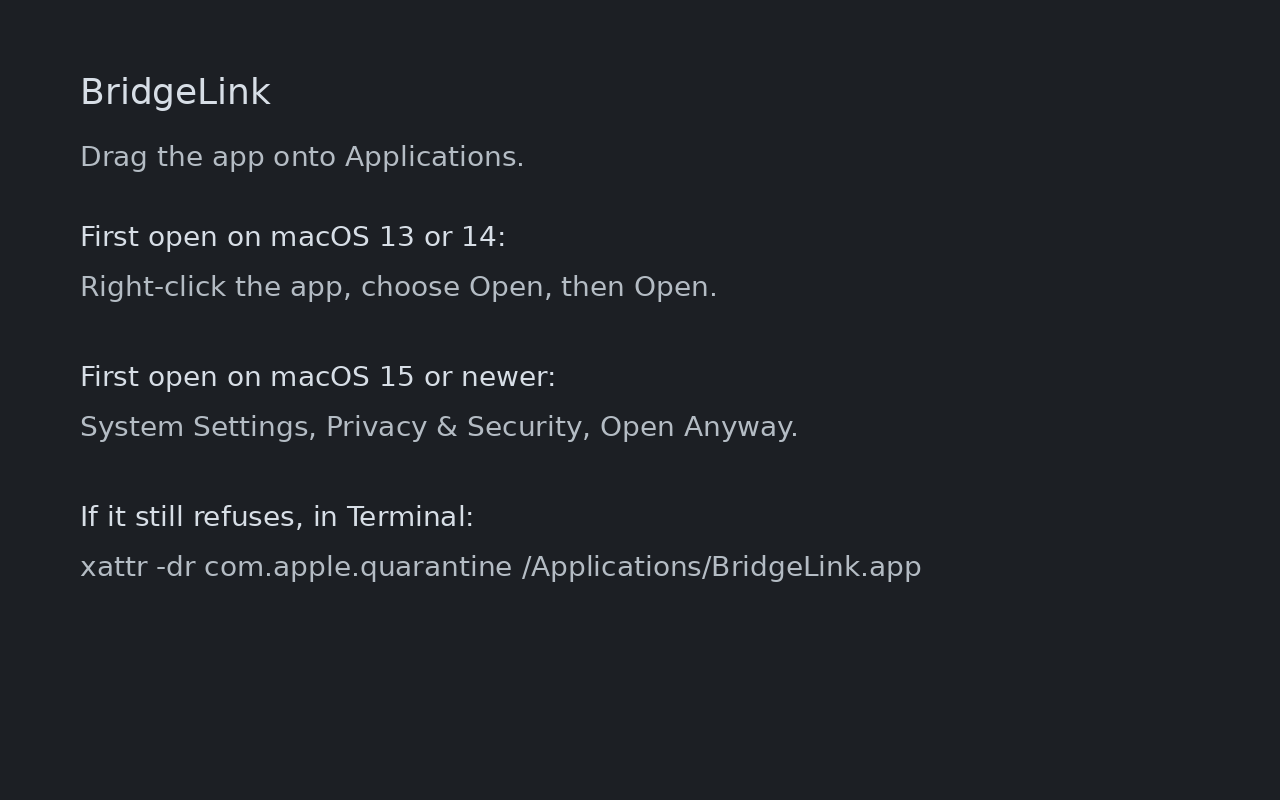 BridgeLink
Drag the app onto Applications.
First open on macOS 13 or 14:
Right-click the app, choose Open, then Open.
First open on macOS 15 or newer:
System Settings, Privacy & Security, Open Anyway.
If it still refuses, in Terminal:
xattr -dr com.apple.quarantine /Applications/BridgeLink.app